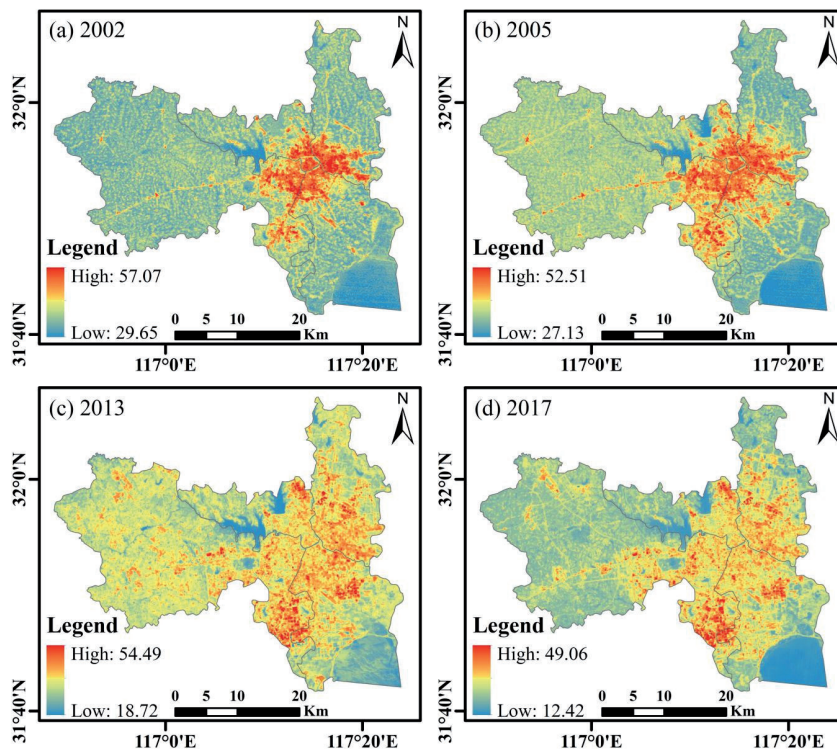 (a) 2002
N
32°0'N
31°40'N
Legend
High: 57.07
Low: 29.65
0 5 10 20
Km
117°0'E
117°20'E
(b) 2005
N
32°0'N
31°40'N
Legend
High: 52.51
Low: 27.13
0 5 10 20
Km
117°0'E
117°20'E
(c) 2013
N
32°0'N
31°40'N
Legend
High: 54.49
Low: 18.72
0 5 10 20
Km
117°0'E
117°20'E
(d) 2017
N
32°0'N
31°40'N
Legend
High: 49.06
Low: 12.42
0 5 10 20
Km
117°0'E
117°20'E